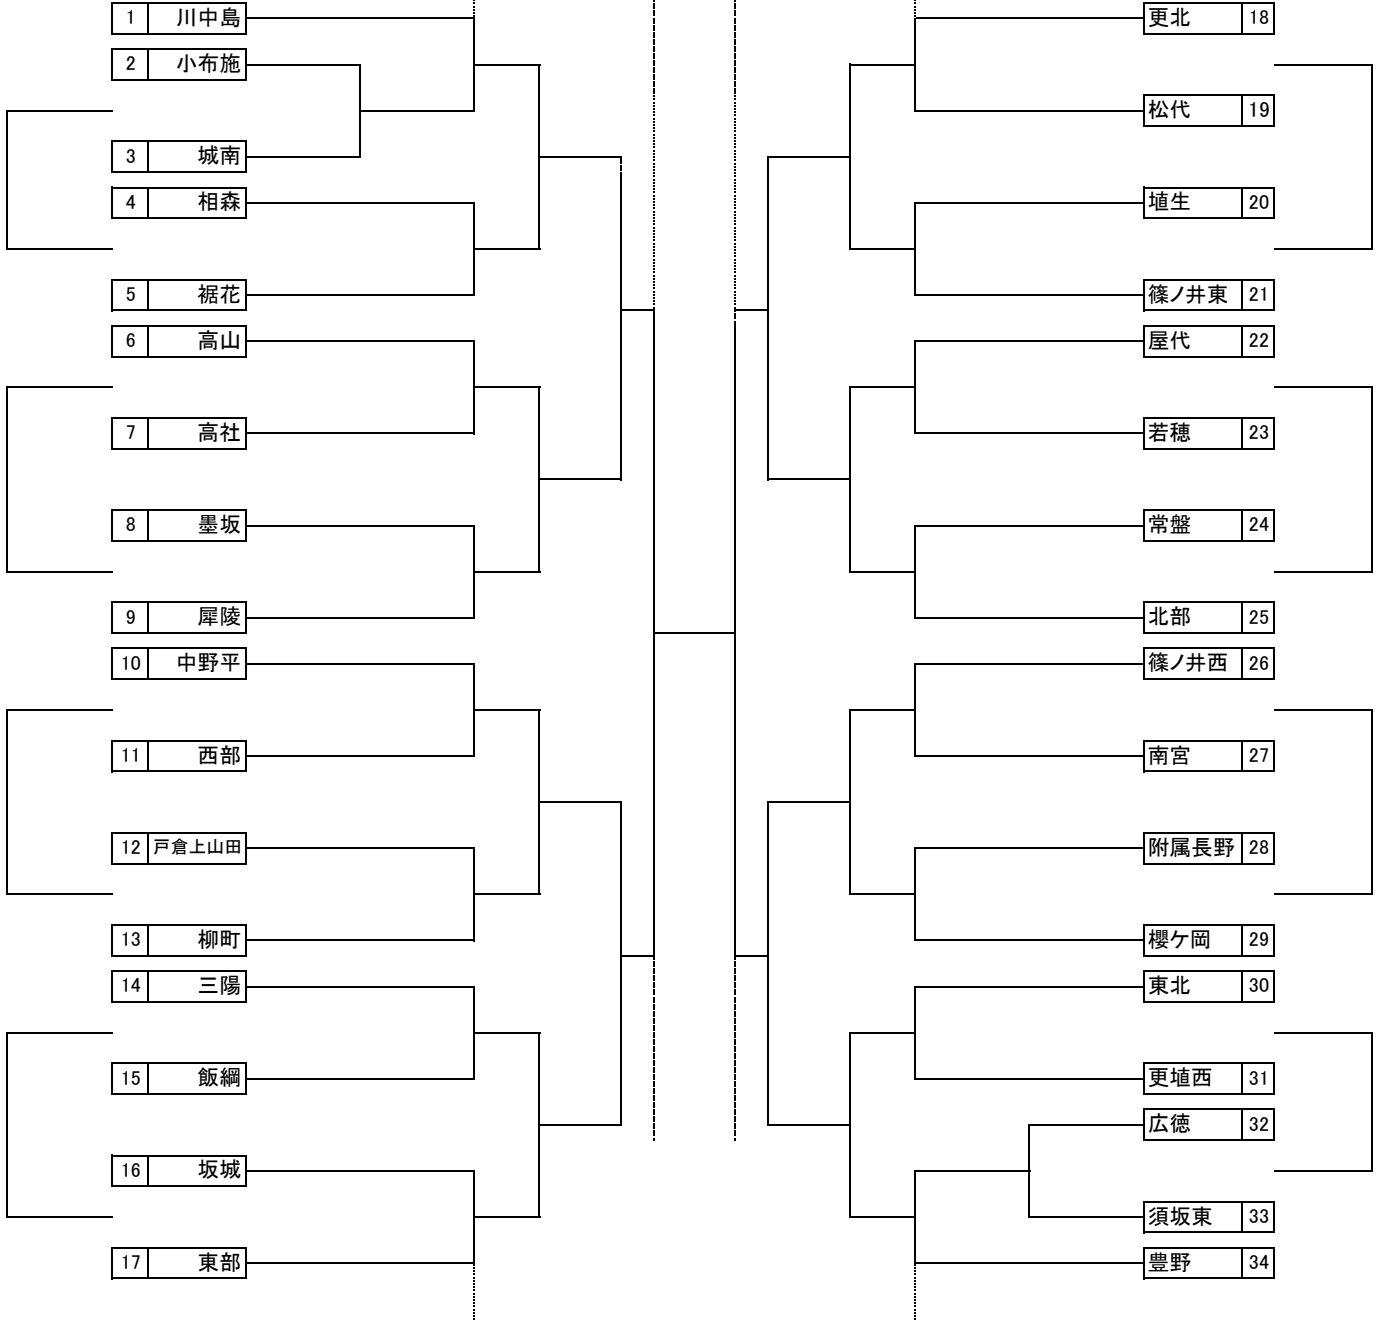 1 川中島
2 小布施
3 城南
4 相森
5 裾花
6 高山
7 高社
8 墨坂
9 犀陵
10 中野平
11 西部
12 戸倉上山田
13 柳町
14 三陽
15 飯綱
16 坂城
17 東部
更北 18
松代 19
埴生 20
篠ノ井東 21
屋代 22
若穂 23
常盤 24
北部 25
篠ノ井西 26
南宮 27
附属長野 28
櫻ケ岡 29
東北 30
更埴西 31
広徳 32
須坂東 33
豊野 34